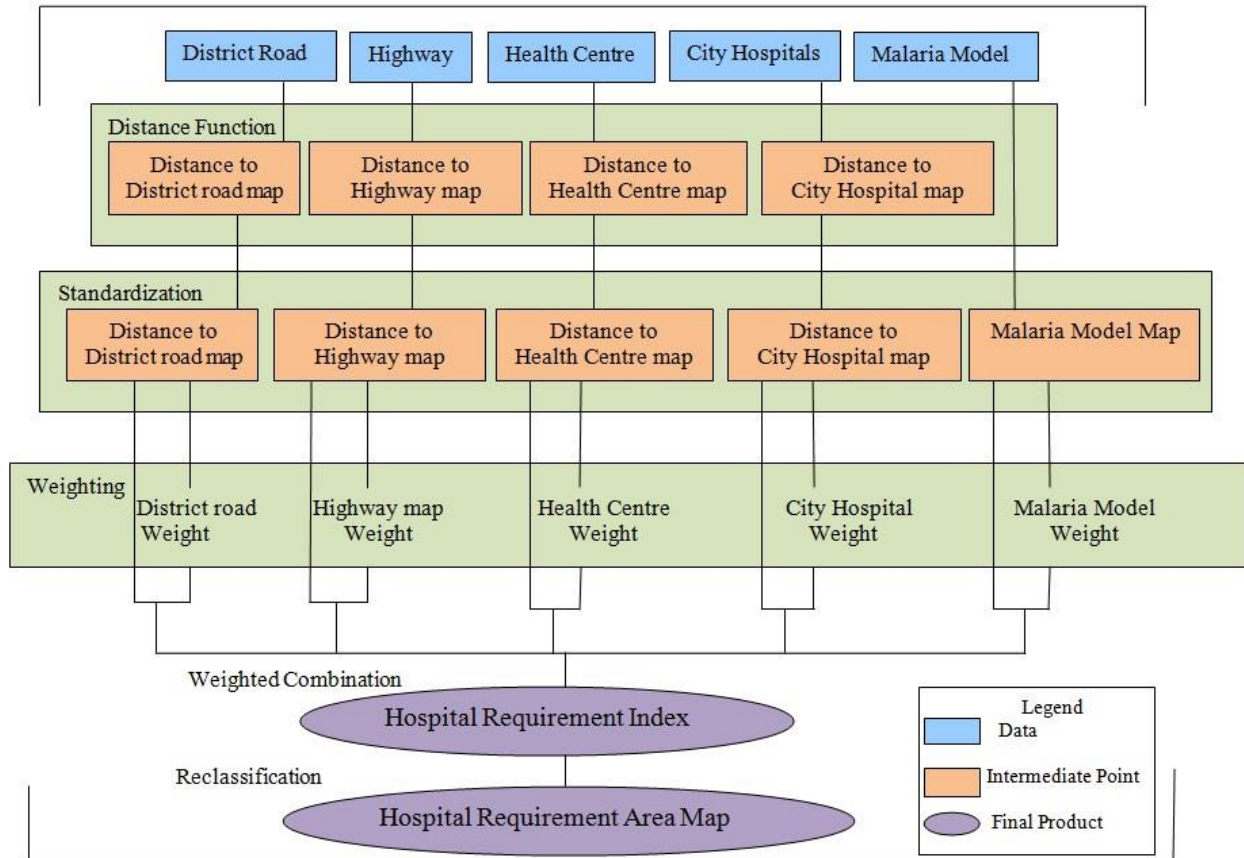 District Road
Highway
Health Centre
City Hospitals
Malaria Model
Distance Function
Distance to
District road map
Distance to
Highway map
Distance to
Health Centre map
Distance to
City Hospital map
Standardization
Distance to
District road map
Distance to
Highway map
Distance to
Health Centre map
Distance to
City Hospital map
Malaria Model Map
Weighting
District road
Weight
Highway map
Weight
Health Centre
Weight
City Hospital
Weight
Malaria Model
Weight
Weighted Combination
Hospital Requirement Index
Reclassification
Hospital Requirement Area Map
Legend
Data
Intermediate Point
Final Product